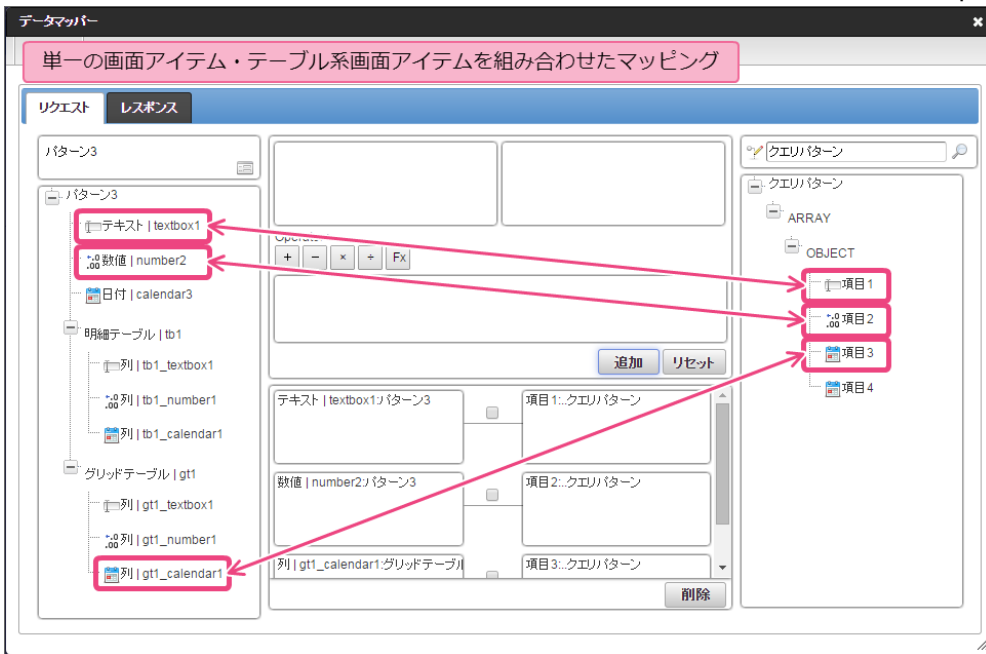 データマッパー
単一の画面アイテム・テーブル系画面アイテムを組み合わせたマッピング
リクエスト
レスポンス
パターン3
パターン3
テキスト | textbox1
数値 | number2
日付 | calendar3
明細テーブル | tb1
列 | tb1_textbox1
列 | tb1_number1
列 | tb1_calendar1
グリッドテーブル | gt1
列 | gt1_textbox1
列 | gt1_number1
列 | gt1_calendar1
+ − × ÷ Fx
追加
リセット
テキスト | textbox1:パターン3
項目1:..クエリパターン
数値 | number2:パターン3
項目2:..クエリパターン
列 | gt1_calendar1:グリッドテーブル
項目3:..クエリパターン
削除
クエリパターン
クエリパターン
ARRAY
OBJECT
項目1
項目2
項目3
項目4